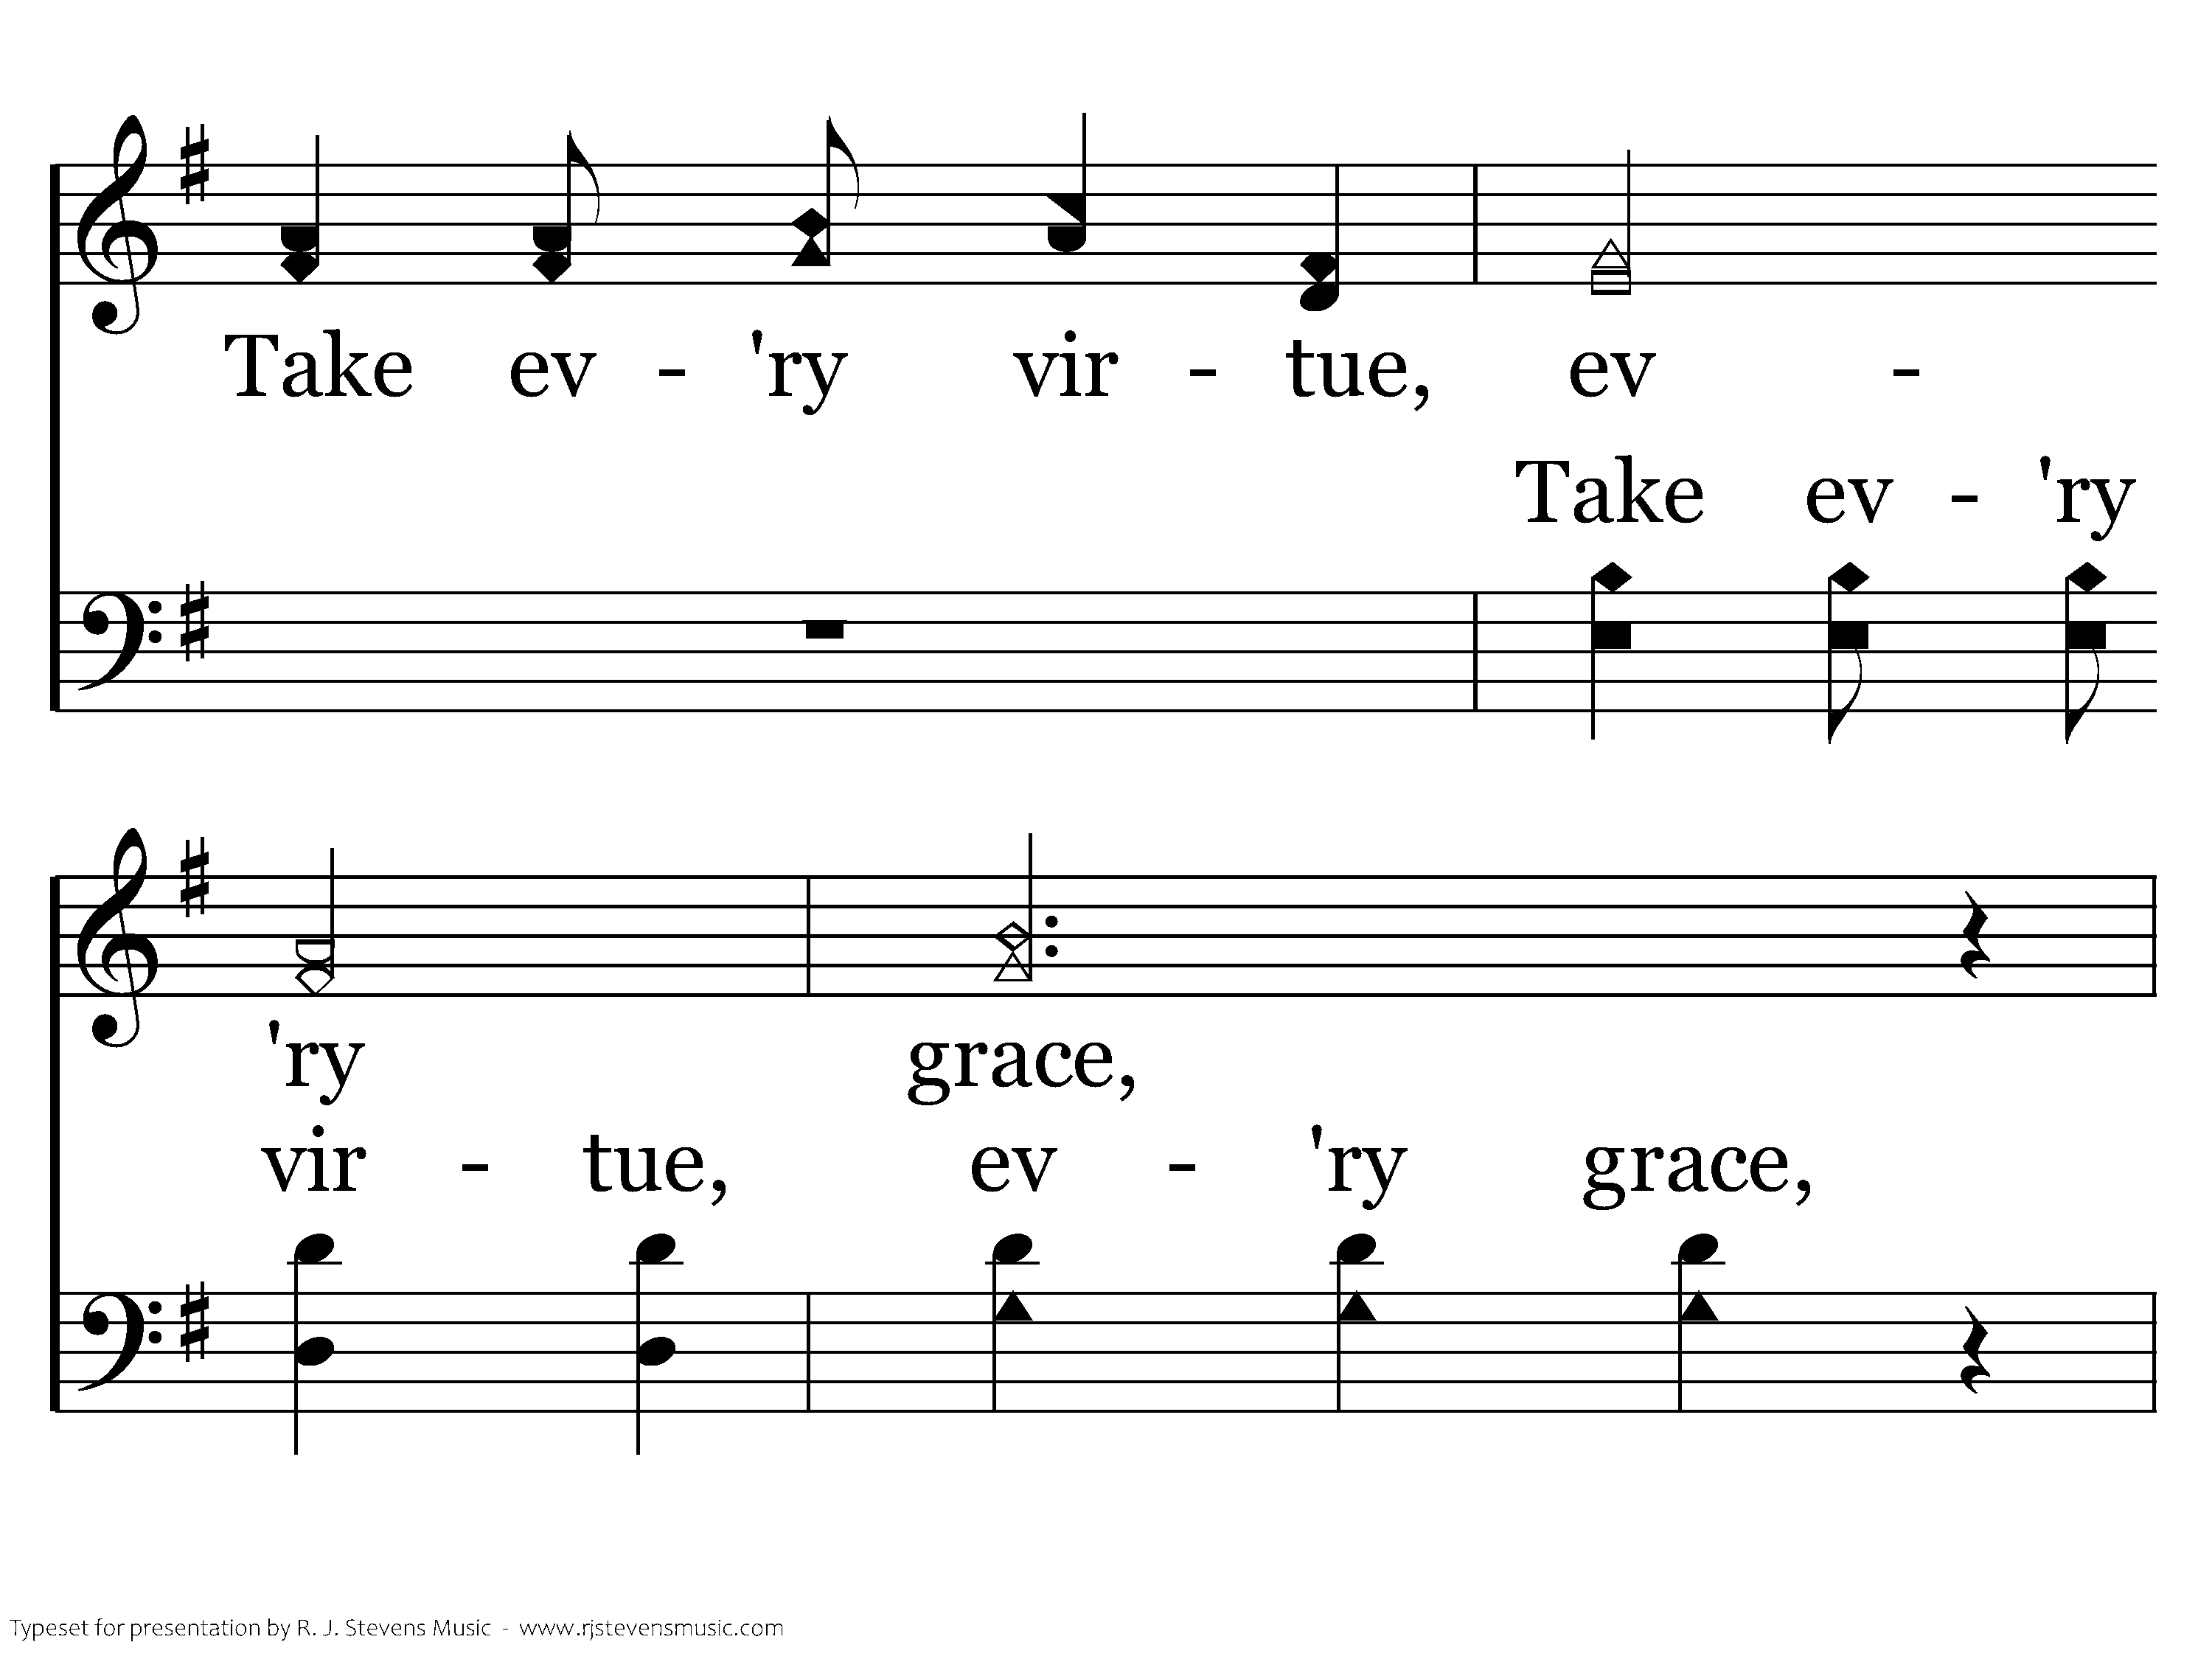 Take ev - 'ry vir - tue, ev -
Take ev - 'ry
'ry grace,
vir - tue, ev - 'ry grace,
Typeset for presentation by R. J. Stevens Music - www.rjstevensmusic.com